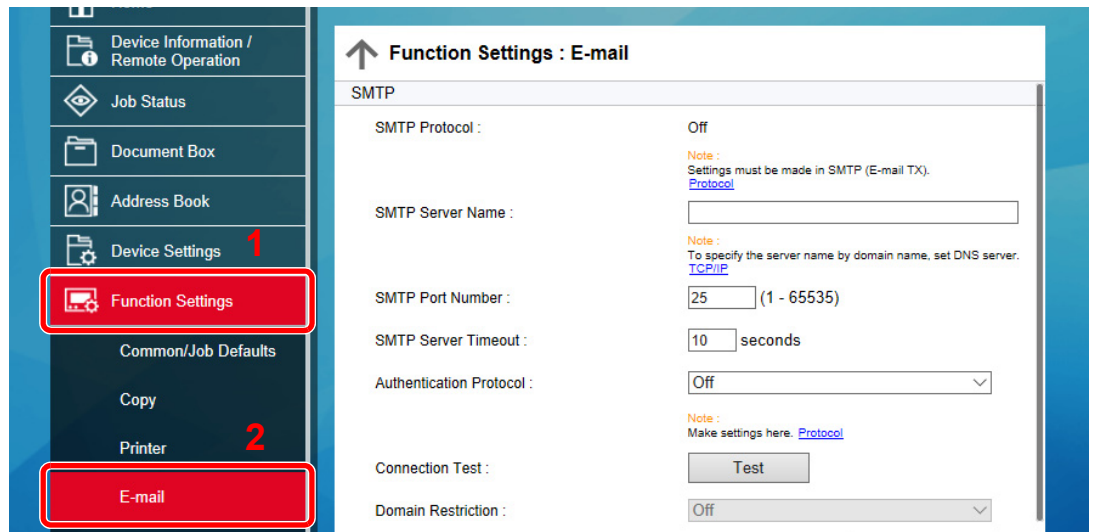 Home
Device Information /
Remote Operation
Job Status
Document Box
Address Book
Device Settings
1
Function Settings
Common/Job Defaults
Copy
Printer
2
E-mail
Function Settings : E-mail
SMTP
SMTP Protocol :
Off
Note :
Settings must be made in SMTP (E-mail TX).
Protocol
SMTP Server Name :
Note :
To specify the server name by domain name, set DNS server.
TCP/IP
SMTP Port Number :
25 (1 - 65535)
SMTP Server Timeout :
10 seconds
Authentication Protocol :
Off
Note :
Make settings here. Protocol
Connection Test :
Test
Domain Restriction :
Off